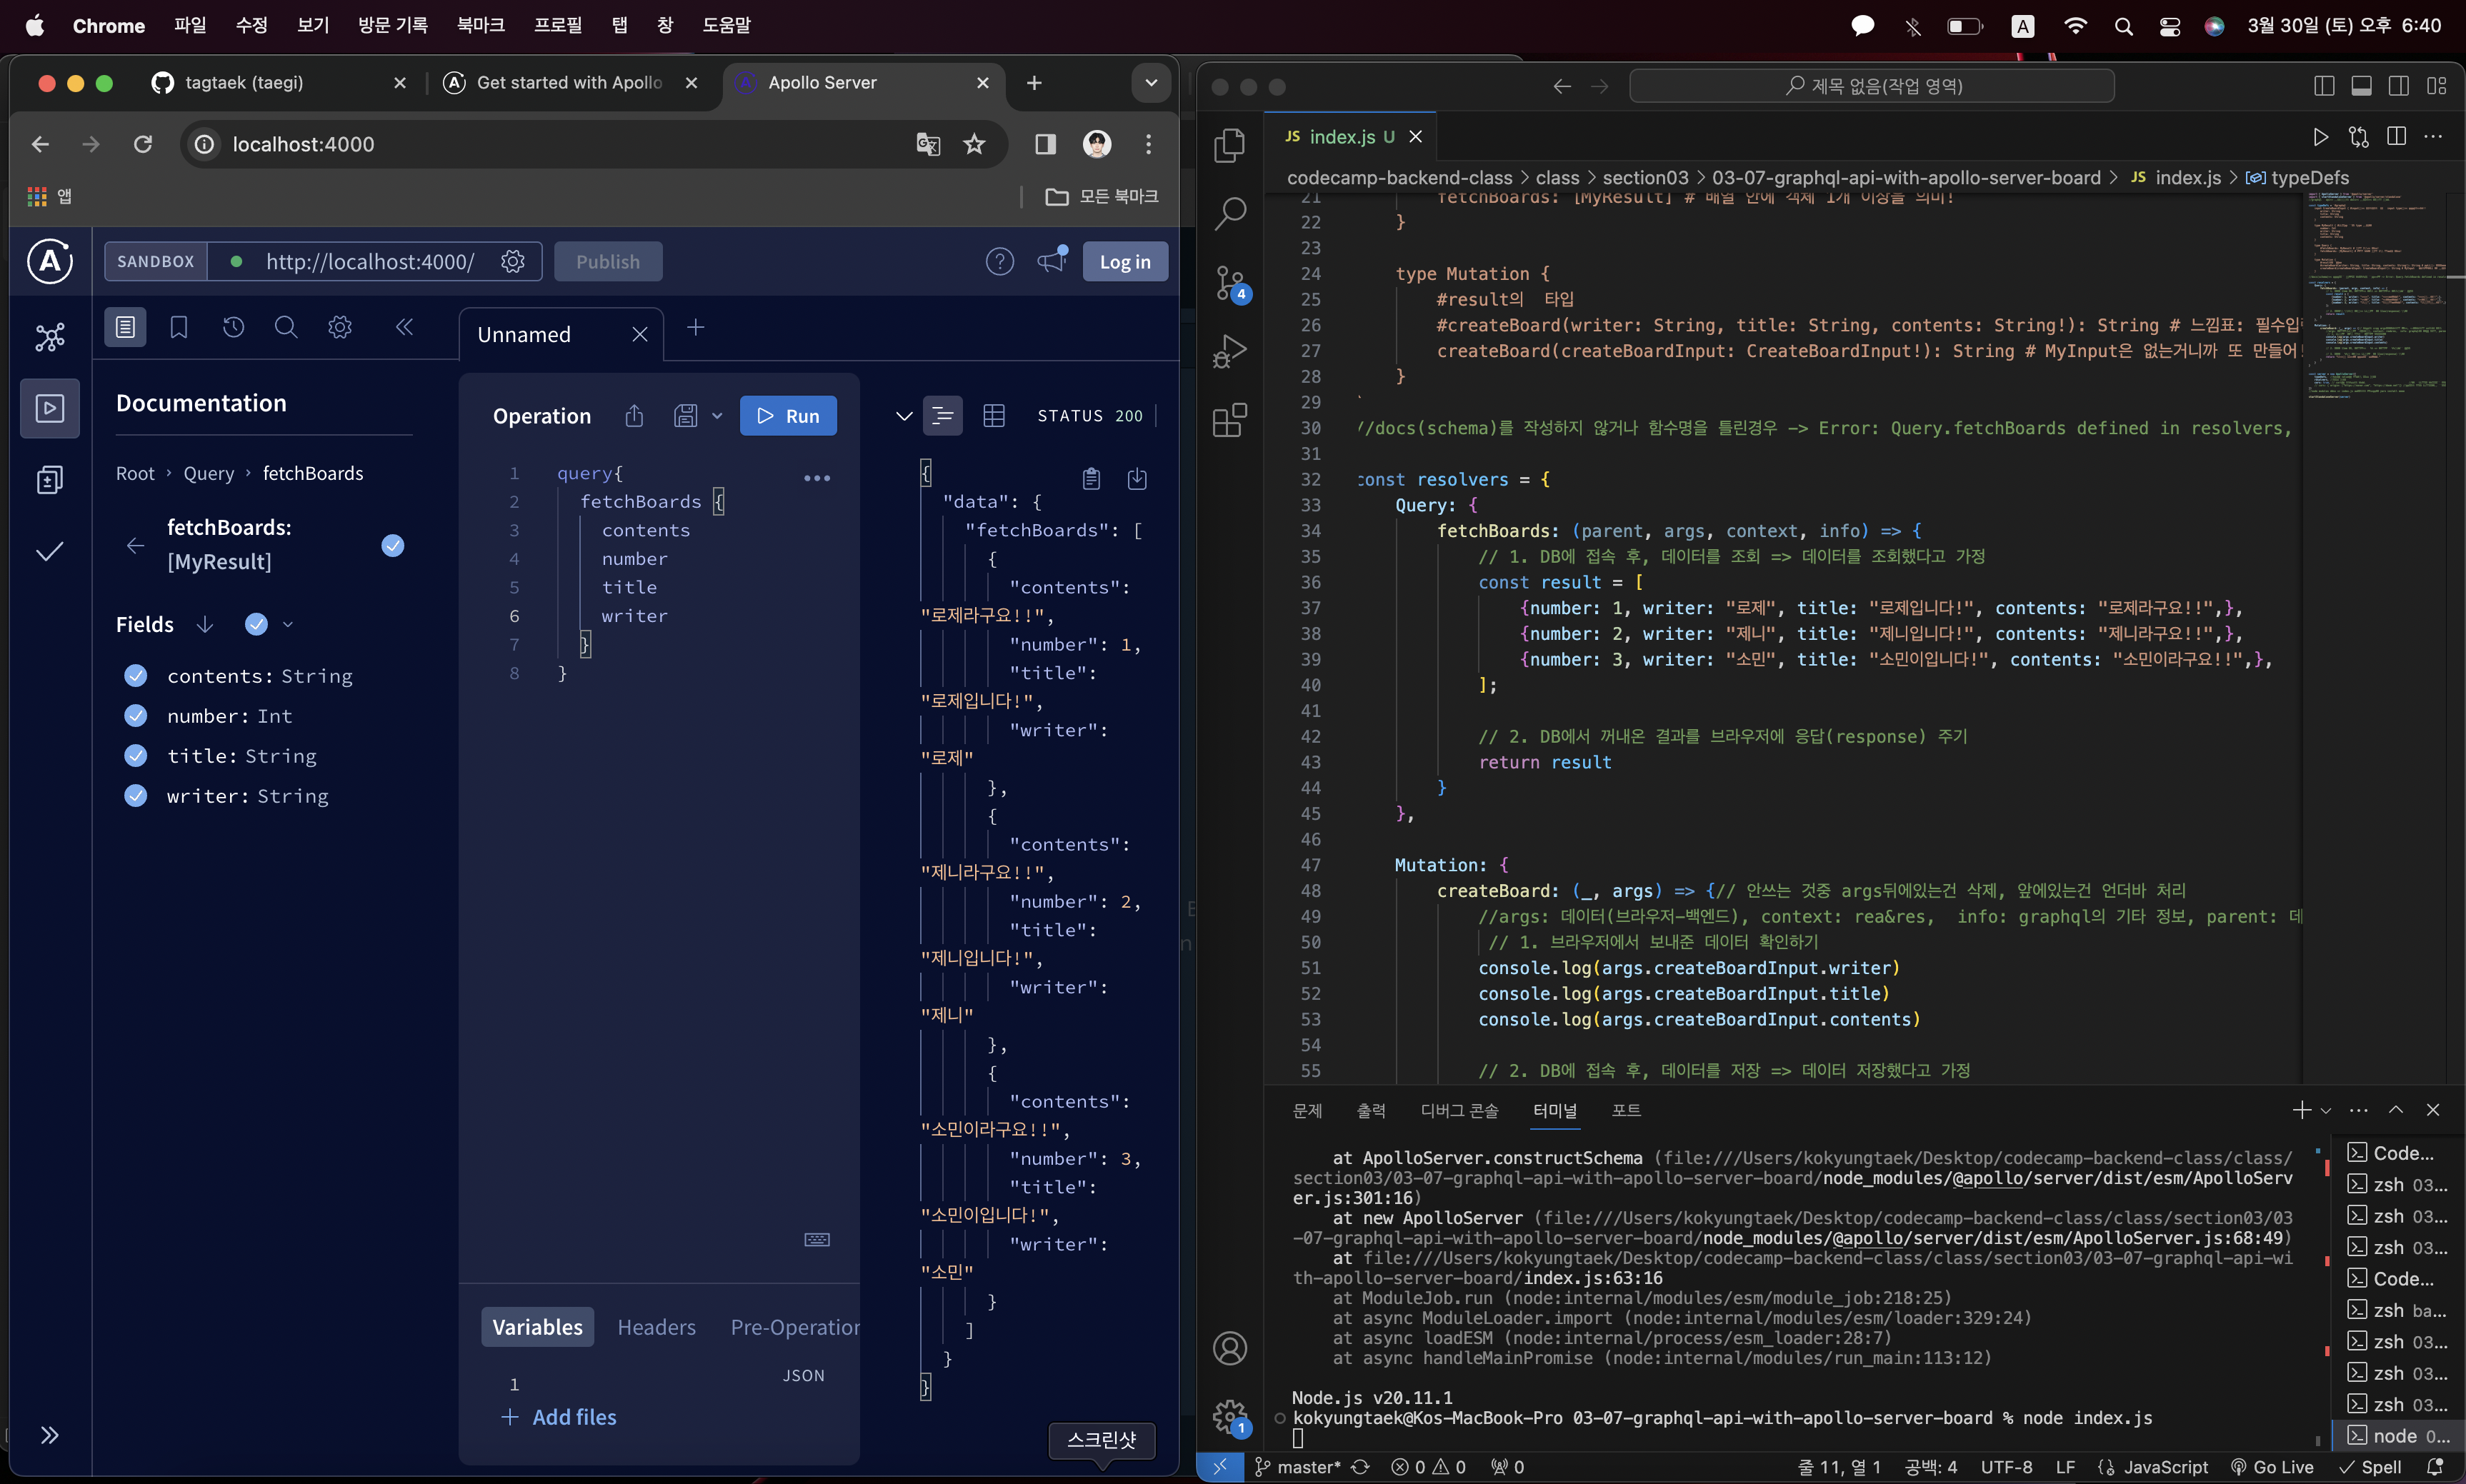 Chrome 파일 수정 보기 방문 기록 북마크 프로필 탭 창 도움말
A 3월 30일 (토) 오후 6:40
tagtaek (taegi)
Get started with Apollo
Apollo Server
localhost:4000
앱
모든 북마크
SANDBOX http://localhost:4000/ Publish Log in
Unnamed
Documentation
Root › Query › fetchBoards
fetchBoards:
[MyResult]
Fields
contents: String
number: Int
title: String
writer: String
Operation Run
1 query{
2 fetchBoards {
3 contents
4 number
5 title
6 writer
7 }
8 }
Variables Headers Pre-Operation
JSON
1
+ Add files
STATUS 200
{
"data": {
"fetchBoards": [
{
"contents":
"로제라구요!!",
"number": 1,
"title":
"로제입니다!",
"writer":
"로제"
},
{
"contents":
"제니라구요!!",
"number": 2,
"title":
"제니입니다!",
"writer":
"제니"
},
{
"contents":
"소민이라구요!!",
"number": 3,
"title":
"소민이입니다!",
"writer":
"소민"
}
]
}
}
스크린샷
제목 없음(작업 영역)
JS index.js U
codecamp-backend-class > class > section03 > 03-07-graphql-api-with-apollo-server-board > JS index.js > typeDefs
4
21 fetchBoards: [MyResult] # 배열 안에 객체 1개 이상을 의미!
22 }
23
24 type Mutation {
25 #result의 타입
26 #createBoard(writer: String, title: String, contents: String!): String # 느낌표: 필수입력
27 createBoard(createBoardInput: CreateBoardInput!): String # MyInput은 없는거니까 또 만들어!
28 }
29 `
30 //docs(schema)를 작성하지 않거나 함수명을 틀린경우 -> Error: Query.fetchBoards defined in resolvers,
31
32 const resolvers = {
33 Query: {
34 fetchBoards: (parent, args, context, info) => {
35 // 1. DB에 접속 후, 데이터를 조회 => 데이터를 조회했다고 가정
36 const result = [
37 {number: 1, writer: "로제", title: "로제입니다!", contents: "로제라구요!!",},
38 {number: 2, writer: "제니", title: "제니입니다!", contents: "제니라구요!!",},
39 {number: 3, writer: "소민", title: "소민이입니다!", contents: "소민이라구요!!",},
40 ];
41
42 // 2. DB에서 꺼내온 결과를 브라우저에 응답(response) 주기
43 return result
44 }
45 },
46
47 Mutation: {
48 createBoard: (_, args) => {// 안쓰는 것중 args뒤에있는건 삭제, 앞에있는건 언더바 처리
49 //args: 데이터(브라우저-백엔드), context: rea&res, info: graphql의 기타 정보, parent: 데
50 // 1. 브라우저에서 보내준 데이터 확인하기
51 console.log(args.createBoardInput.writer)
52 console.log(args.createBoardInput.title)
53 console.log(args.createBoardInput.contents)
54
55 // 2. DB에 접속 후, 데이터를 저장 => 데이터 저장했다고 가정
문제 출력 디버그 콘솔 터미널 포트
at ApolloServer.constructSchema (file:///Users/kokyungtaek/Desktop/codecamp-backend-class/class/
section03/03-07-graphql-api-with-apollo-server-board/node_modules/@apollo/server/dist/esm/ApolloServ
er.js:301:16)
at new ApolloServer (file:///Users/kokyungtaek/Desktop/codecamp-backend-class/class/section03/03
-07-graphql-api-with-apollo-server-board/node_modules/@apollo/server/dist/esm/ApolloServer.js:68:49)
at file:///Users/kokyungtaek/Desktop/codecamp-backend-class/class/section03/03-07-graphql-api-wi
th-apollo-server-board/index.js:63:16
at ModuleJob.run (node:internal/modules/esm/module_job:218:25)
at async ModuleLoader.import (node:internal/modules/esm/loader:329:24)
at async loadESM (node:internal/process/esm_loader:28:7)
at async handleMainPromise (node:internal/modules/run_main:113:12)
Node.js v20.11.1
kokyungtaek@Kos-MacBook-Pro 03-07-graphql-api-with-apollo-server-board % node index.js
Code...
zsh 03...
zsh 03...
zsh 03...
Code...
zsh ba...
zsh 03...
zsh 03...
zsh 03...
node 0...
1
master* 0 0 0 줄 11, 열 1 공백: 4 UTF-8 LF {} JavaScript Go Live Spell